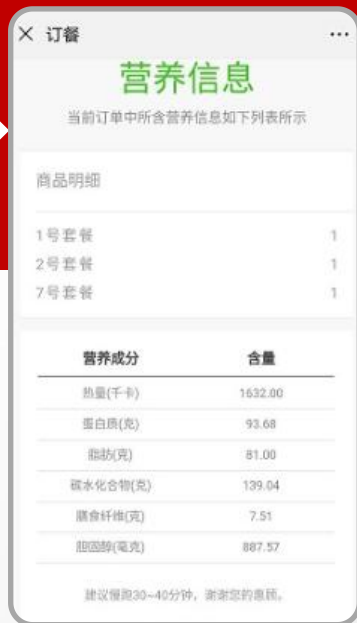 × 订餐 ···
营养信息
当前订单中所含营养信息如下列表所示
商品明细
1号套餐 1
2号套餐 1
7号套餐 1
营养成分 含量
热量(千卡) 1632.00
蛋白质(克) 93.68
脂肪(克) 81.00
碳水化合物(克) 139.04
膳食纤维(克) 7.51
胆固醇(毫克) 887.57
建议慢跑30~40分钟，谢谢您的惠顾。